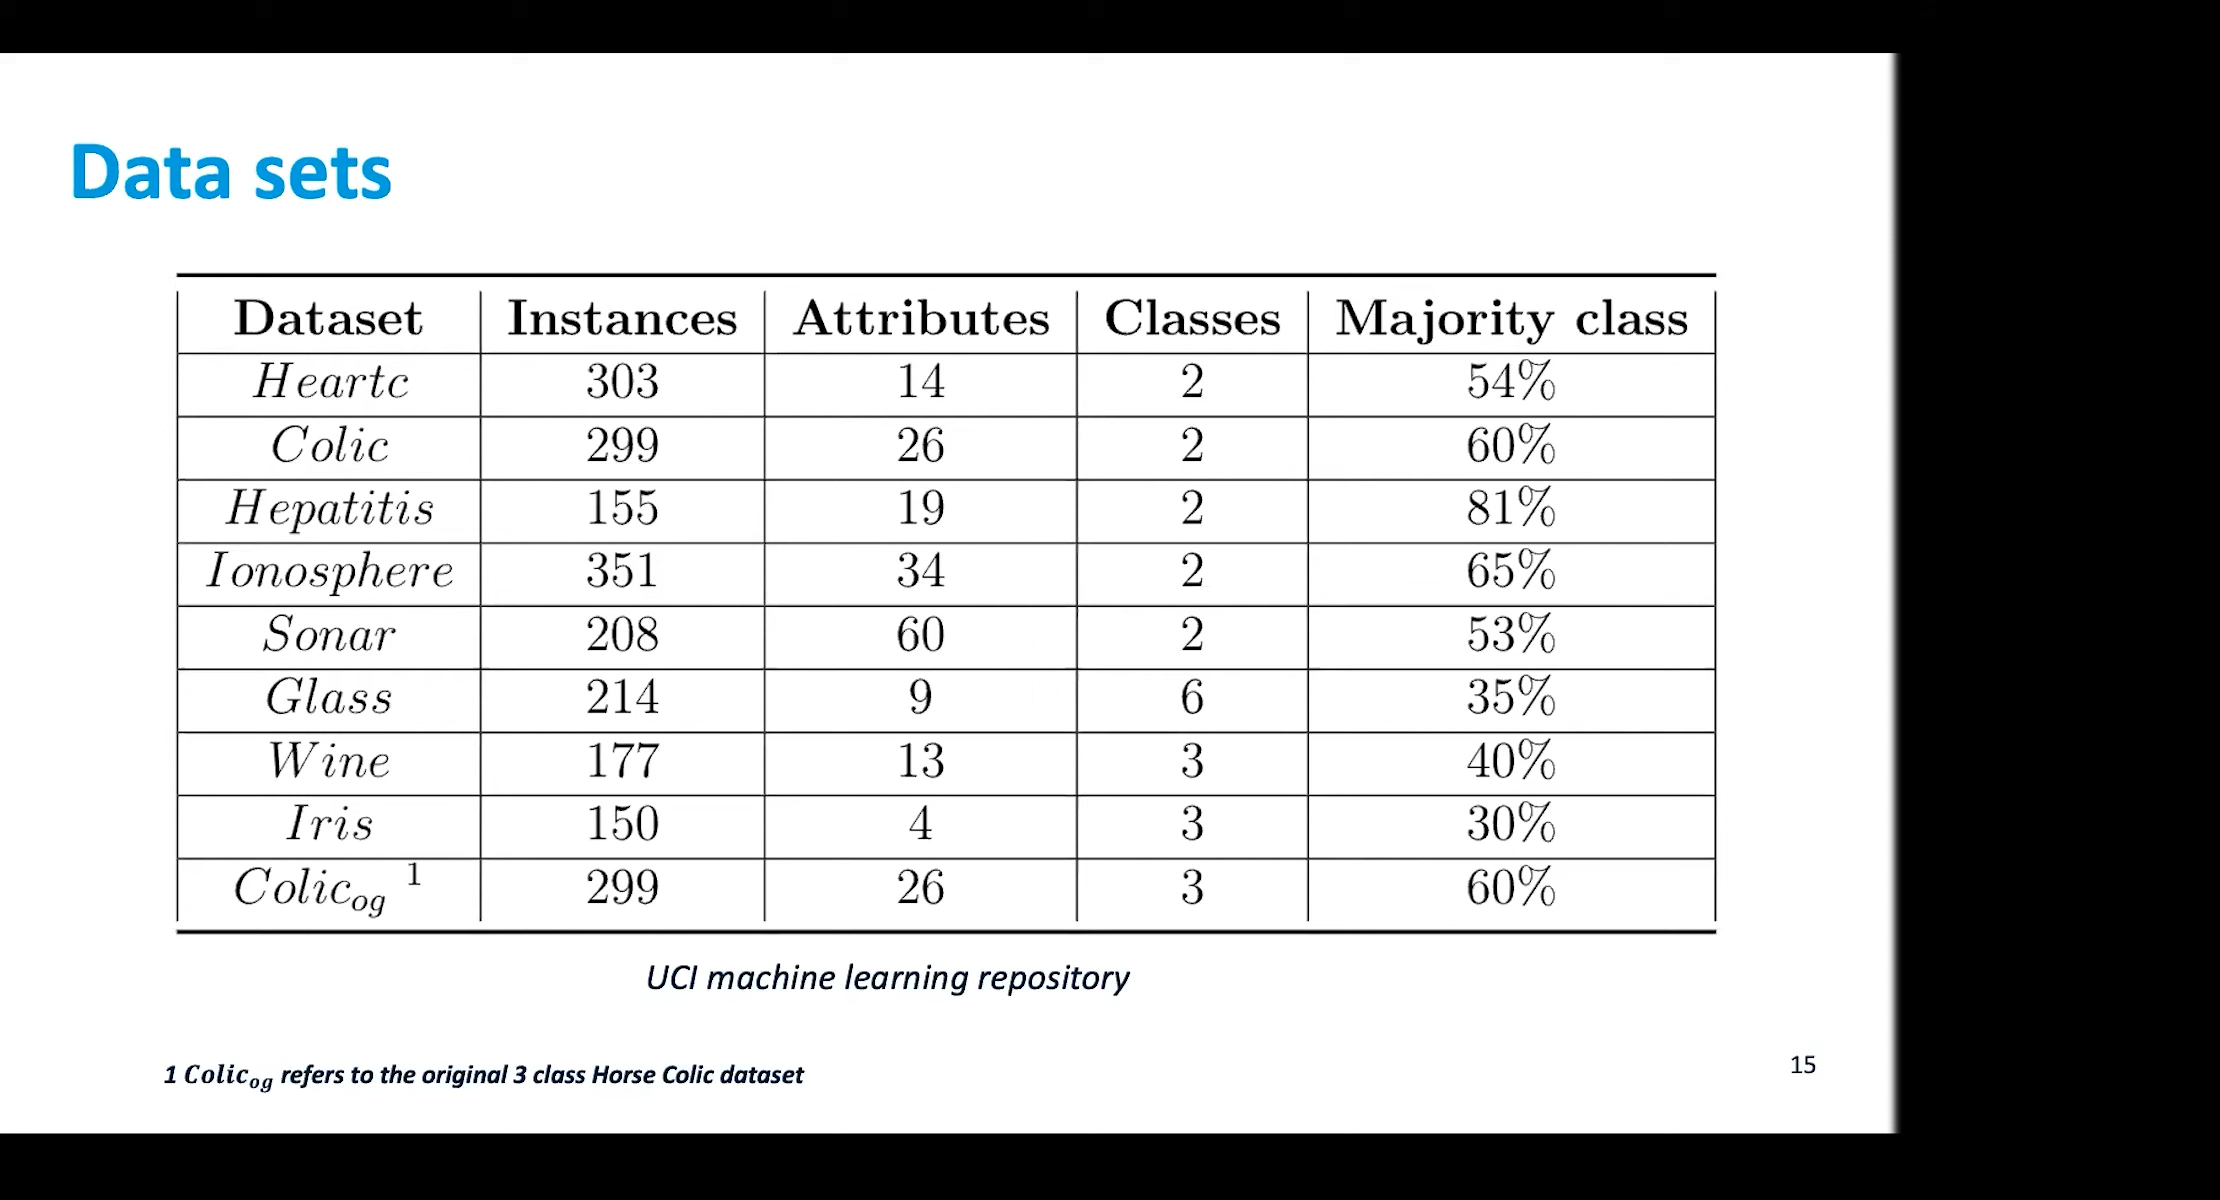 Data sets
Dataset Instances Attributes Classes Majority class
Heartc 303 14 2 54%
Colic 299 26 2 60%
Hepatitis 155 19 2 81%
Ionosphere 351 34 2 65%
Sonar 208 60 2 53%
Glass 214 9 6 35%
Wine 177 13 3 40%
Iris 150 4 3 30%
Colic_og ^1 299 26 3 60%
UCI machine learning repository
1 Colic_og refers to the original 3 class Horse Colic dataset
15